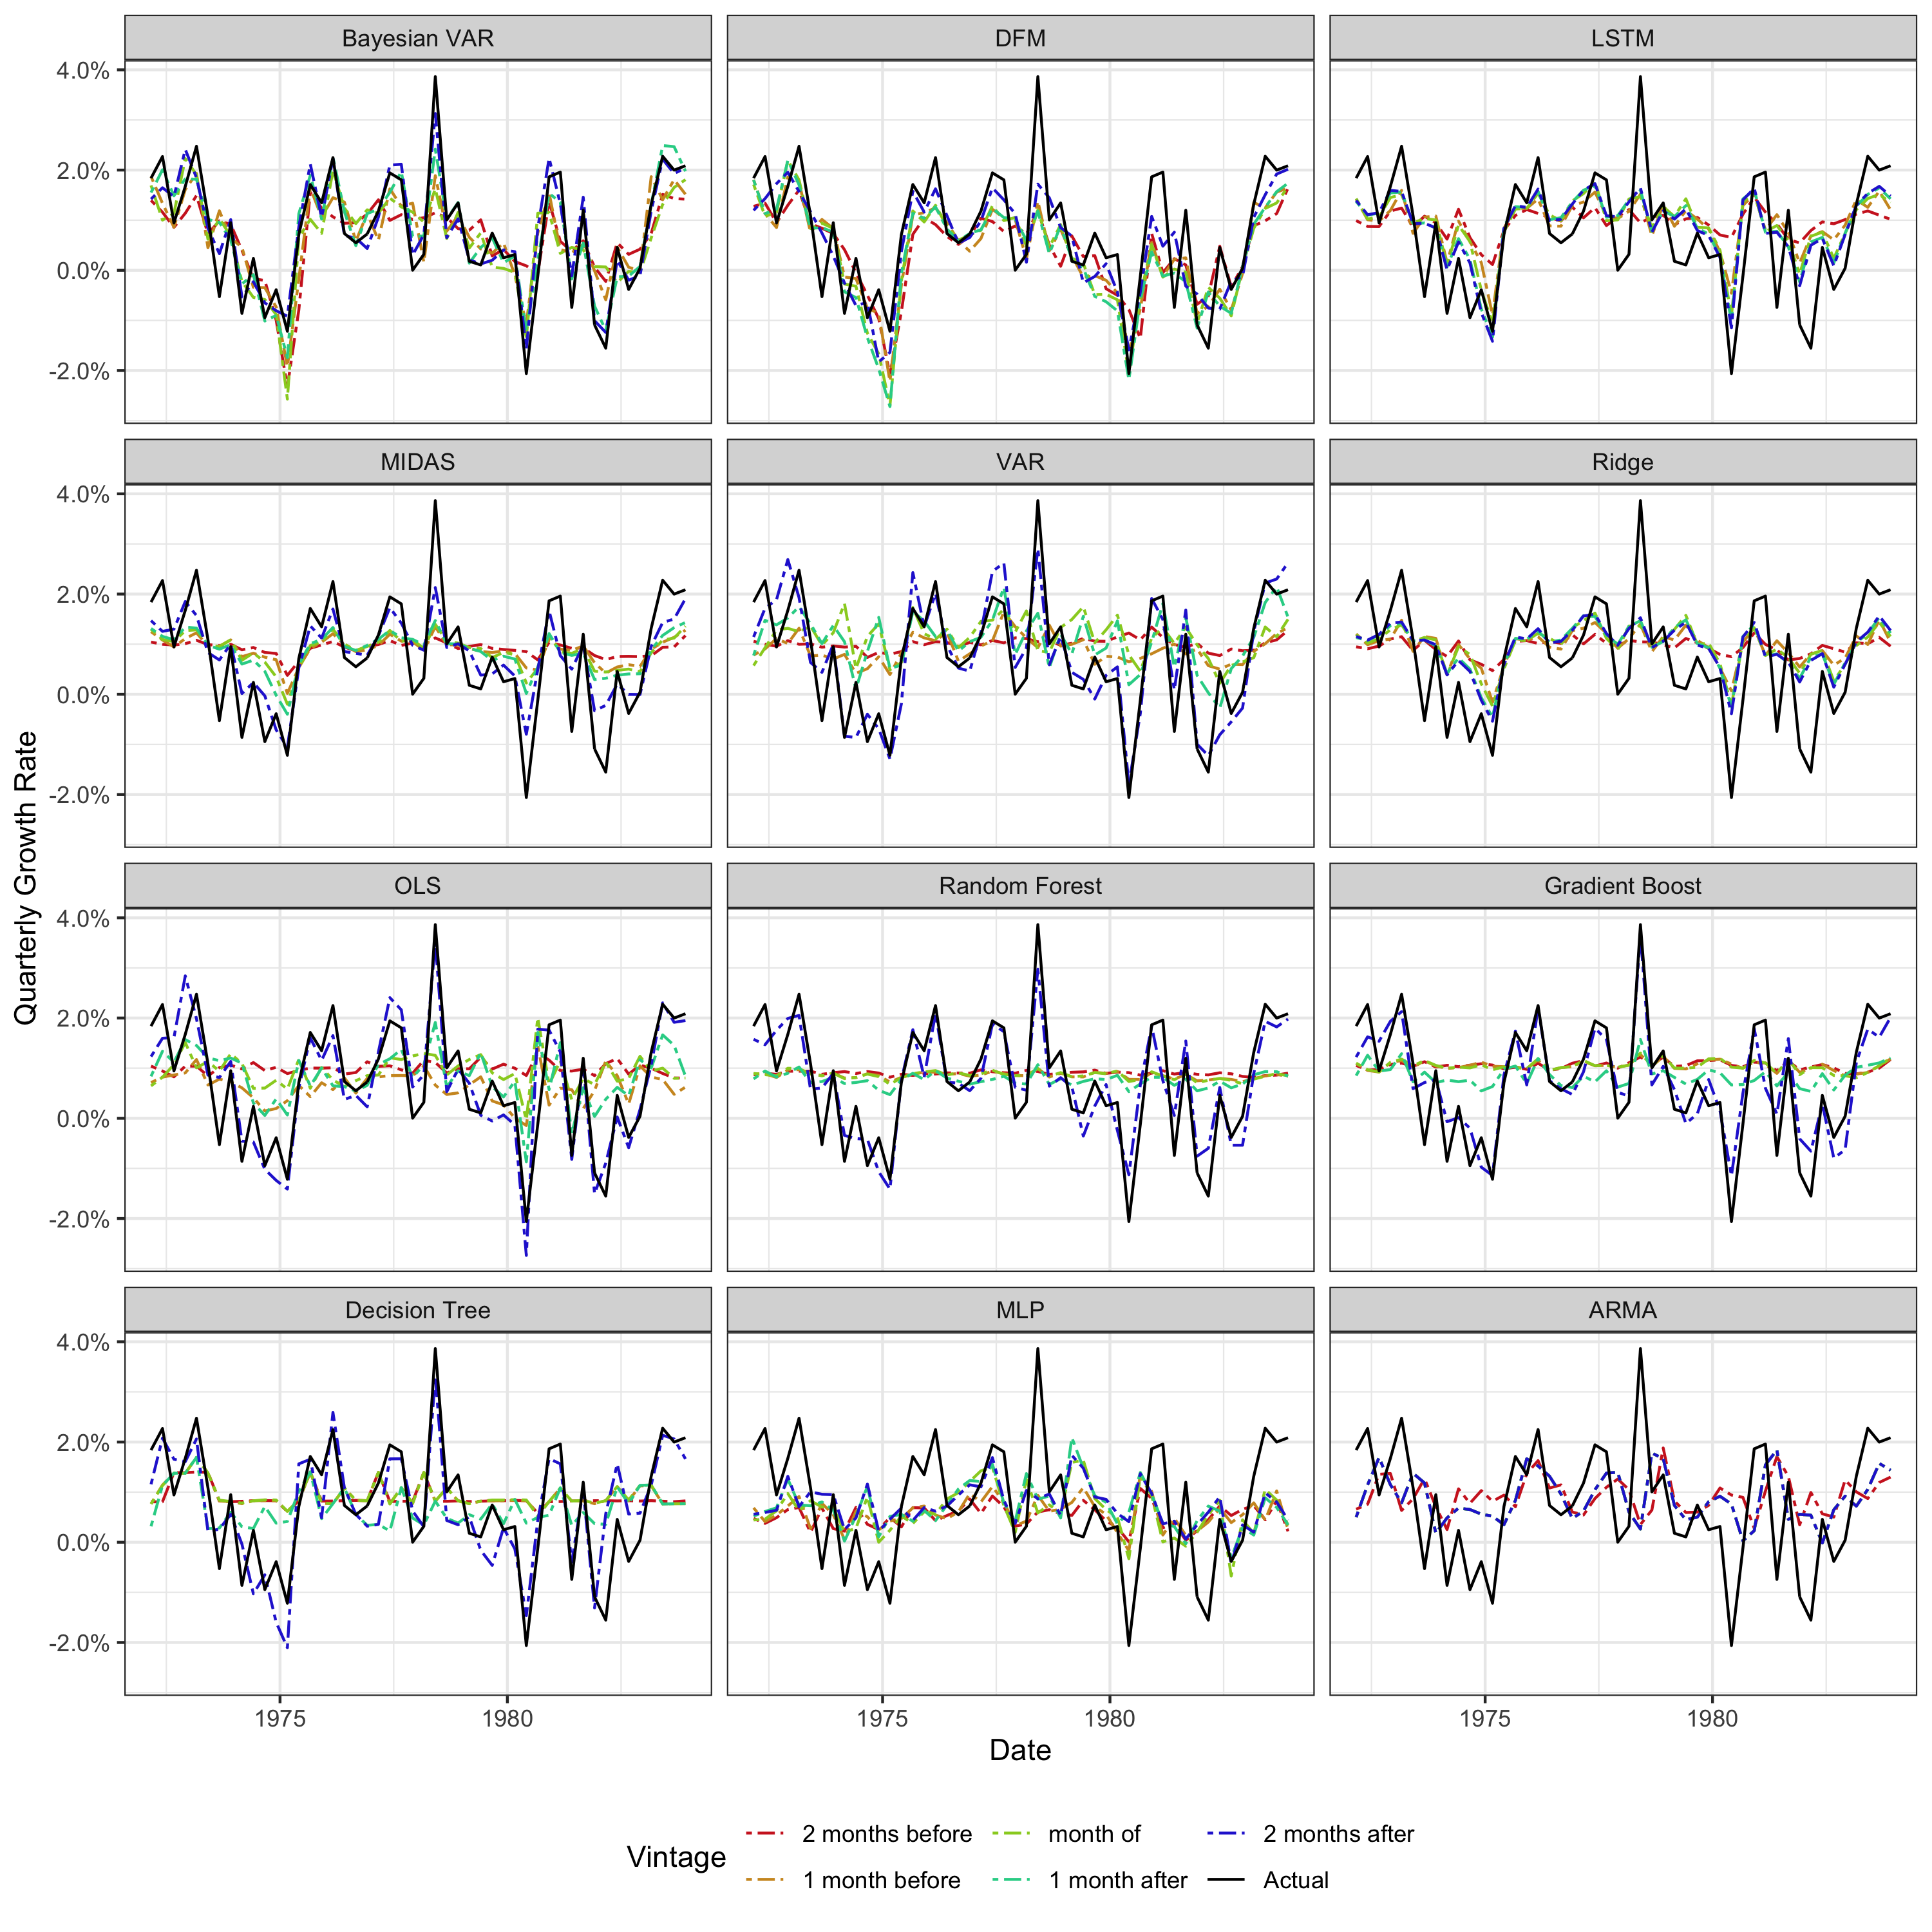 Bayesian VAR DFM LSTM
4.0%
2.0%
0.0%
-2.0%
MIDAS VAR Ridge
4.0%
2.0%
0.0%
-2.0%
Quarterly Growth Rate
OLS Random Forest Gradient Boost
4.0%
2.0%
0.0%
-2.0%
Decision Tree MLP ARMA
4.0%
2.0%
0.0%
-2.0%
1975 1980 1975 1980 1975 1980
Date
Vintage
2 months before month of 2 months after
1 month before 1 month after Actual